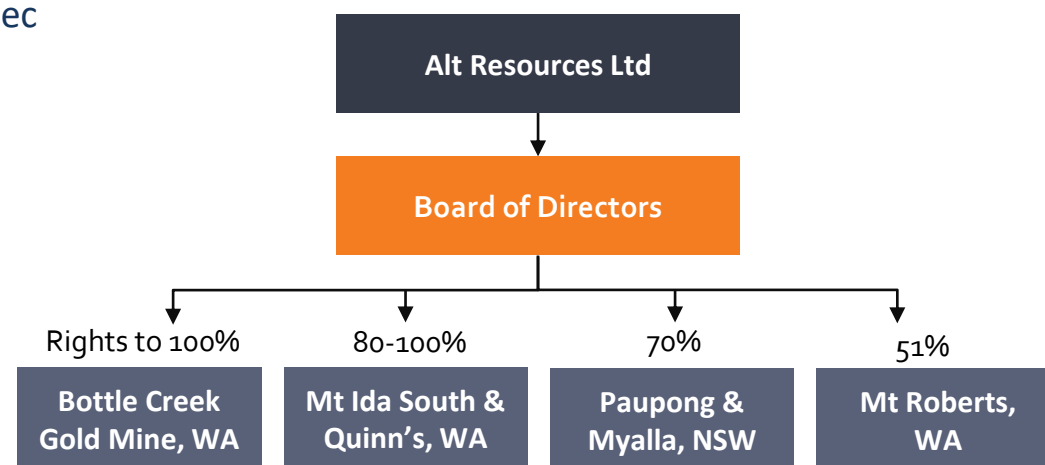 ec
Alt Resources Ltd
Board of Directors
Rights to 100%
80-100%
70%
51%
Bottle Creek
Gold Mine, WA
Mt Ida South &
Quinn's, WA
Paupong &
Myalla, NSW
Mt Roberts,
WA